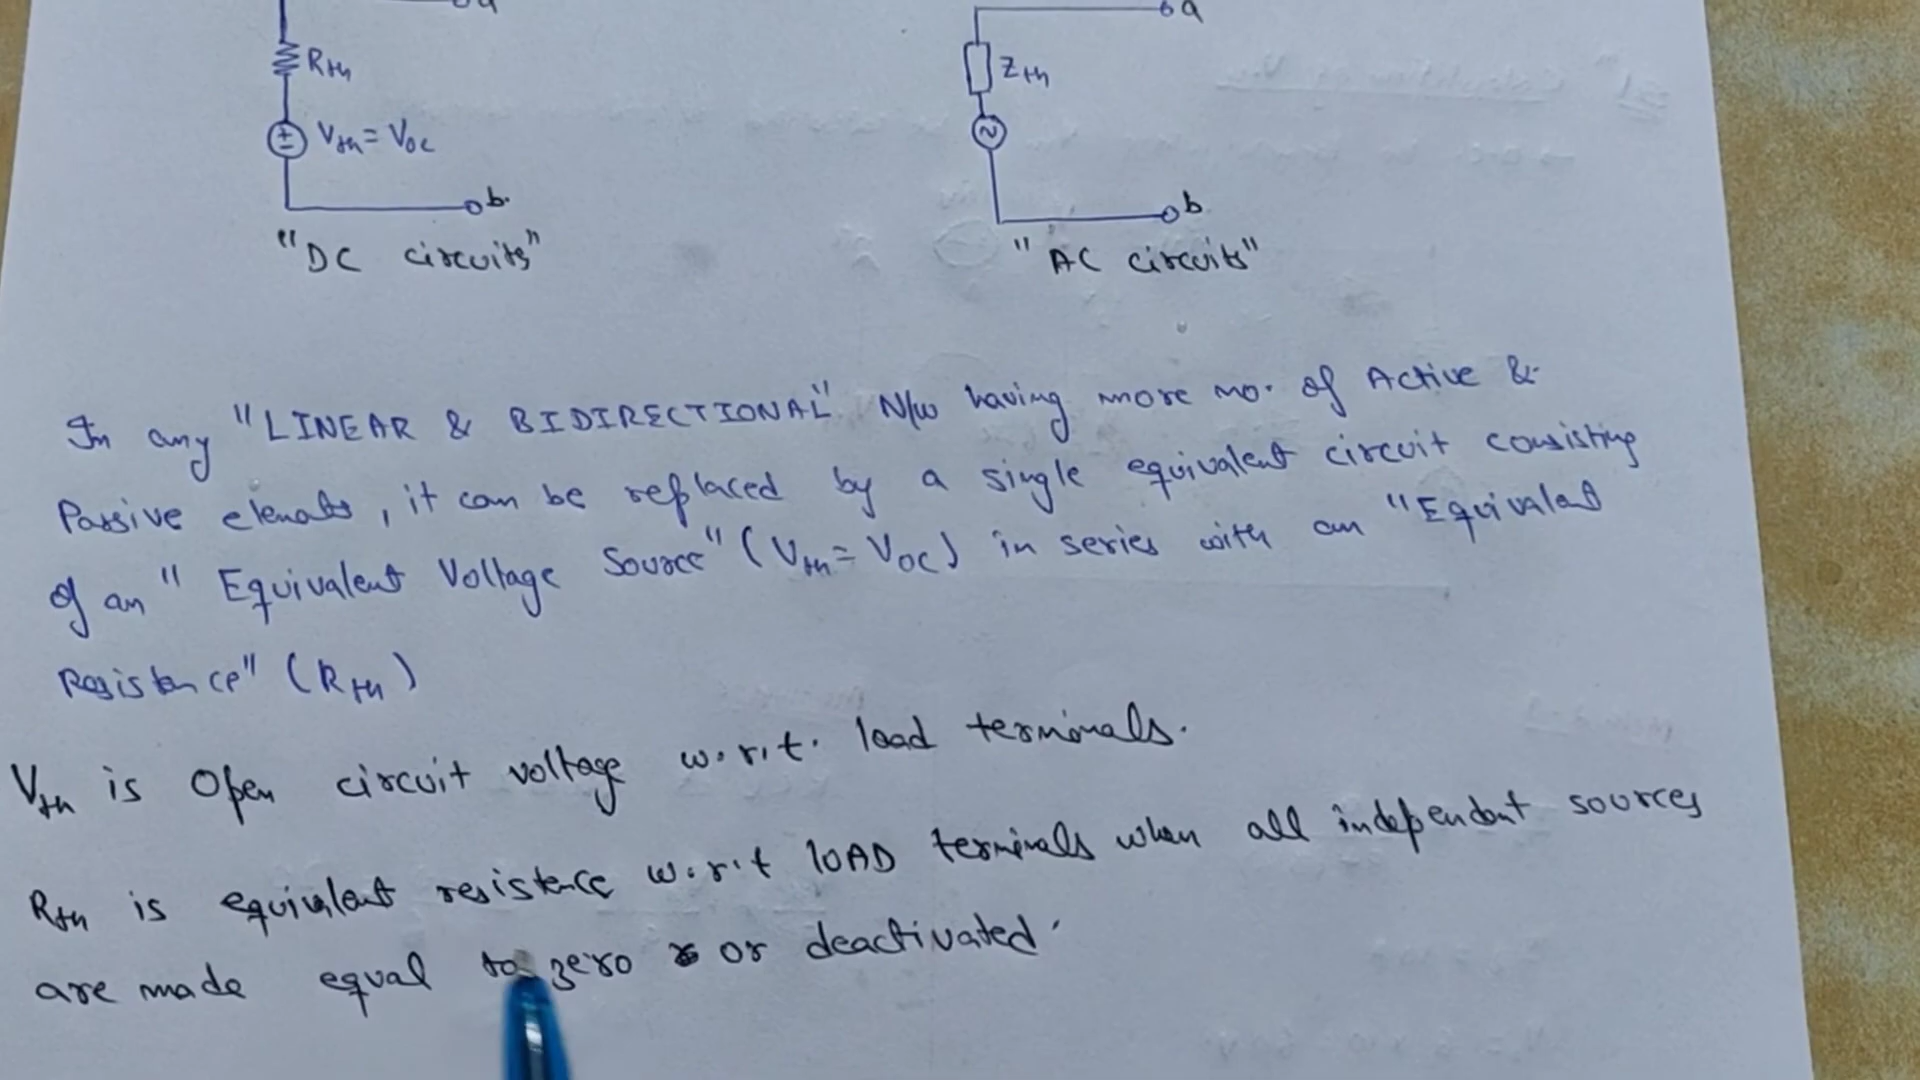 a
a
Rth
Zth
Vth = Voc
b.
b
"DC circuits"
"AC circuits"
In any "LINEAR & BIDIRECTIONAL" N/w having more no. of Active &
Passive elemats, it can be replaced by a single equivalent circuit consisting
of an "Equivalent Voltage Source" (Vth = Voc) in series with an "Equivalent
Resistance" (Rth)
Vth is Open circuit voltage w.r.t. load terminals.
Rth is equivalent resistence w.r.t LOAD terminals when all independent sources
are made equal to zero or deactivated.